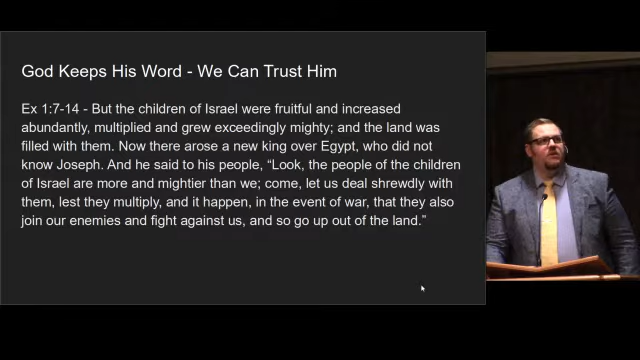 God Keeps His Word - We Can Trust Him
Ex 1:7-14 - But the children of Israel were fruitful and increased
abundantly, multiplied and grew exceedingly mighty; and the land was
filled with them. Now there arose a new king over Egypt, who did not
know Joseph. And he said to his people, “Look, the people of the children
of Israel are more and mightier than we; come, let us deal shrewdly with
them, lest they multiply, and it happen, in the event of war, that they also
join our enemies and fight against us, and so go up out of the land.”